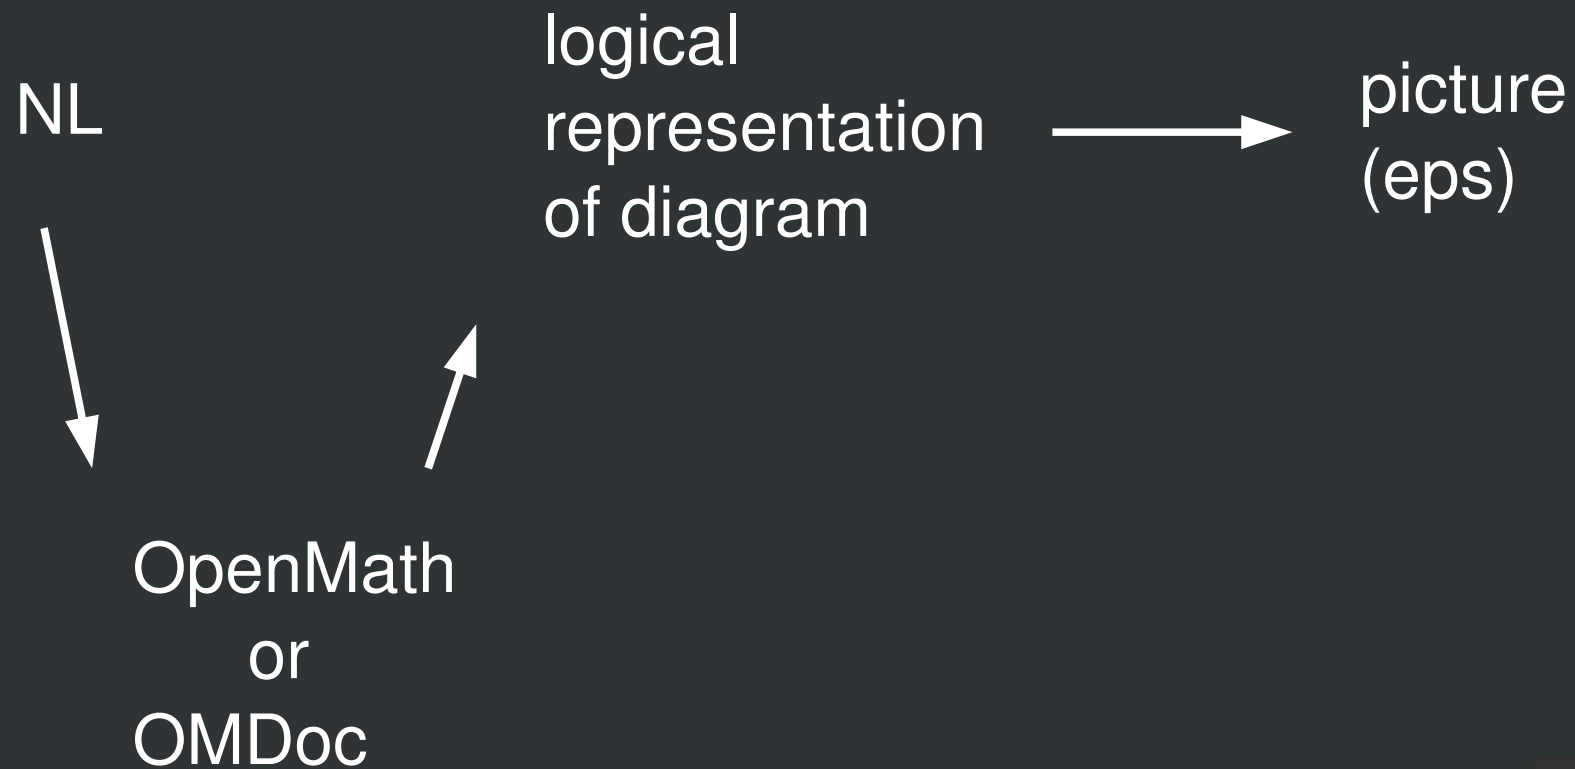 NL
logical
representation
of diagram
picture
(eps)
OpenMath
or
OMDoc